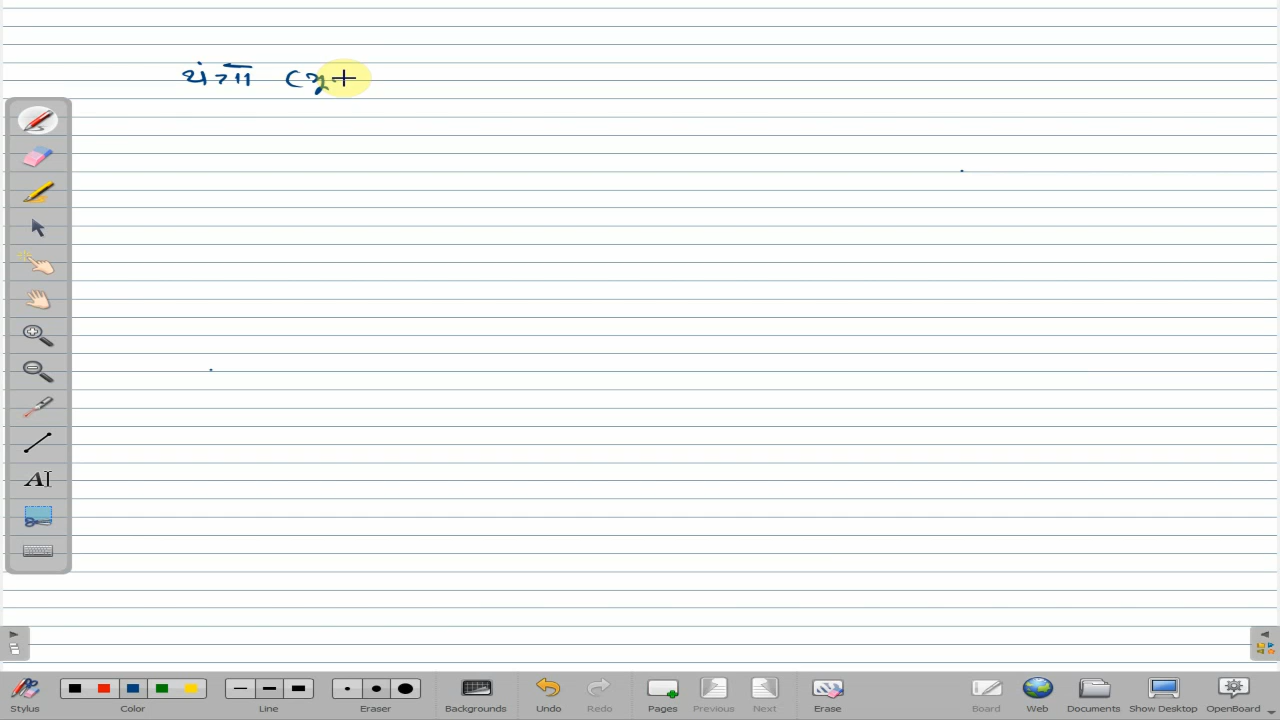 Color
Stylus
Line
Eraser
Backgrounds
Undo
Redo
Pages
Previous
Next
Erase
Board
Web
Documents
Show Desktop
OpenBoard